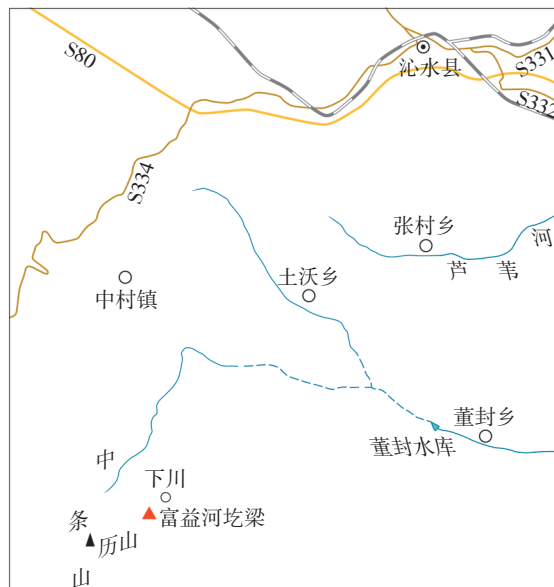 S80
沁水县
S331
S332
S334
张村乡
芦苇河
土沃乡
中村镇
董封乡
董封水库
下川
富益河圪梁
历山
中条山